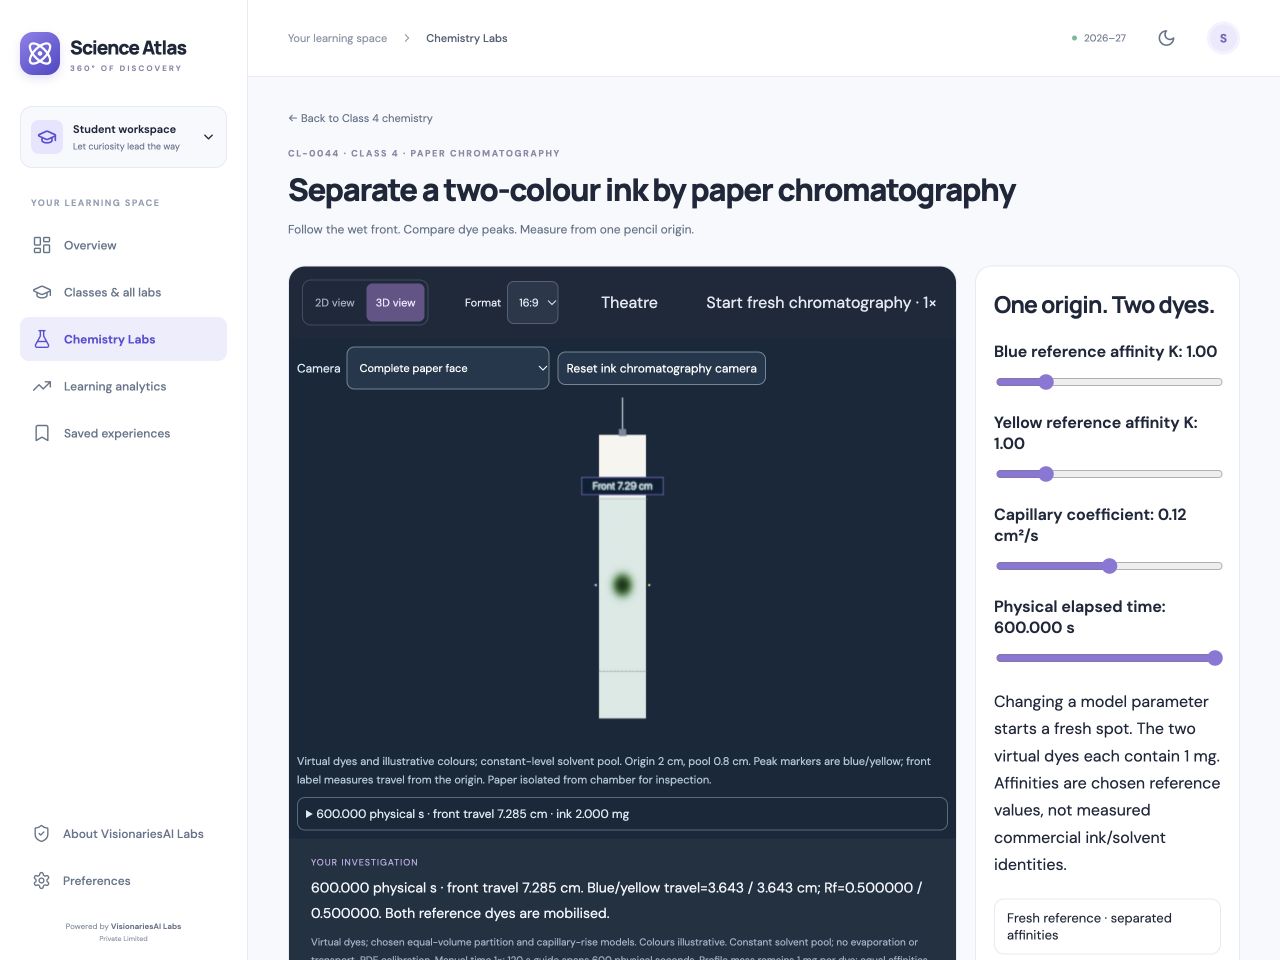 Science Atlas
360° OF DISCOVERY
Student workspace
Let curiosity lead the way
YOUR LEARNING SPACE
Overview
Classes & all labs
Chemistry Labs
Learning analytics
Saved experiences
About VisionariesAI Labs
Preferences
Powered by VisionariesAI Labs
Private Limited
Your learning space
Chemistry Labs
2026–27
S
← Back to Class 4 chemistry
CL-0044 · CLASS 4 · PAPER CHROMATOGRAPHY
Separate a two-colour ink by paper chromatography
Follow the wet front. Compare dye peaks. Measure from one pencil origin.
2D view
3D view
Format
16:9
Theatre
Start fresh chromatography · 1×
Camera
Complete paper face
Reset ink chromatography camera
Front 7.29 cm
Virtual dyes and illustrative colours; constant-level solvent pool. Origin 2 cm, pool 0.8 cm. Peak markers are blue/yellow; front
label measures travel from the origin. Paper isolated from chamber for inspection.
▶ 600.000 physical s · front travel 7.285 cm · ink 2.000 mg
YOUR INVESTIGATION
600.000 physical s · front travel 7.285 cm. Blue/yellow travel=3.643 / 3.643 cm; Rf=0.500000 /
0.500000. Both reference dyes are mobilised.
Virtual dyes; chosen equal-volume partition and capillary-rise models. Colours illustrative. Constant solvent pool; no evaporation or
One origin. Two dyes.
Blue reference affinity K: 1.00
Yellow reference affinity K:
1.00
Capillary coefficient: 0.12
cm²/s
Physical elapsed time:
600.000 s
Changing a model parameter
starts a fresh spot. The two
virtual dyes each contain 1 mg.
Affinities are chosen reference
values, not measured
commercial ink/solvent
identities.
Fresh reference · separated
affinities